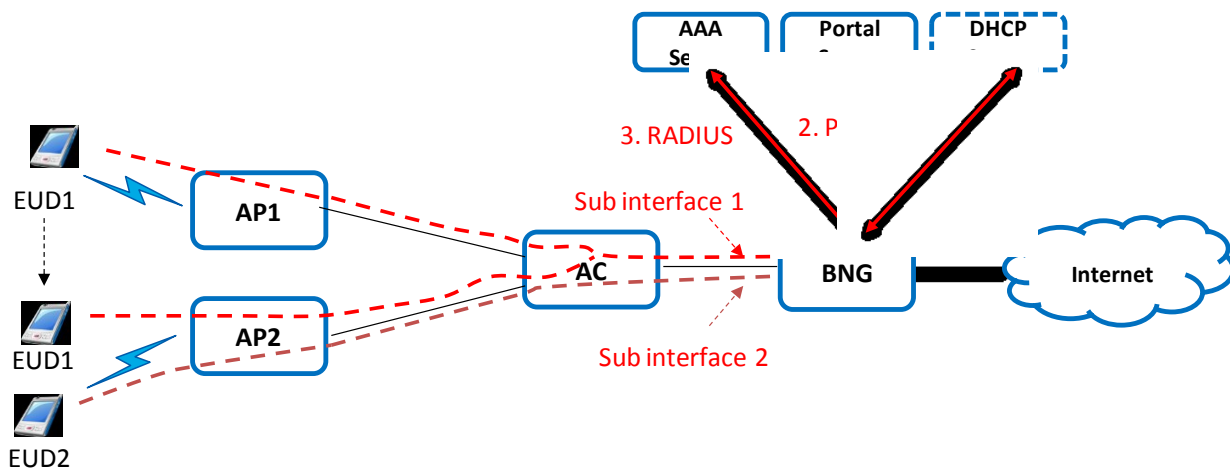 AAA
Portal
DHCP
3. RADIUS
2. P
EUD1
AP1
Sub interface 1
AC
BNG
Internet
EUD1
AP2
Sub interface 2
EUD2